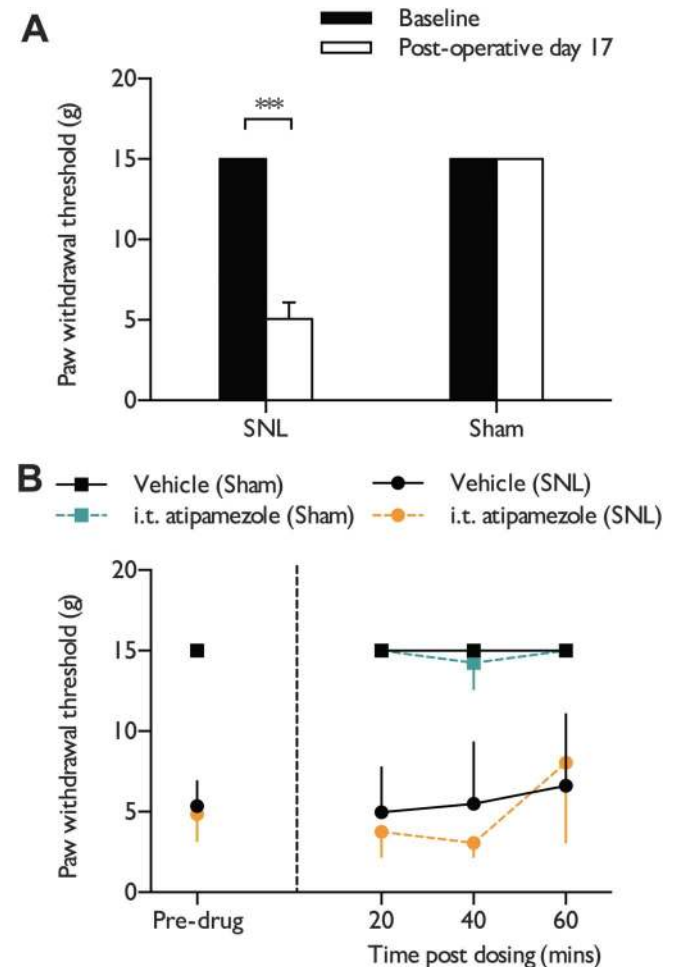 A
Baseline
Post-operative day 17
Paw withdrawal threshold (g)
20
15
10
5
0
***
SNL
Sham
B
Vehicle (Sham)
Vehicle (SNL)
i.t. atipamezole (Sham)
i.t. atipamezole (SNL)
Paw withdrawal threshold (g)
20
15
10
5
0
Pre-drug
20
40
60
Time post dosing (mins)